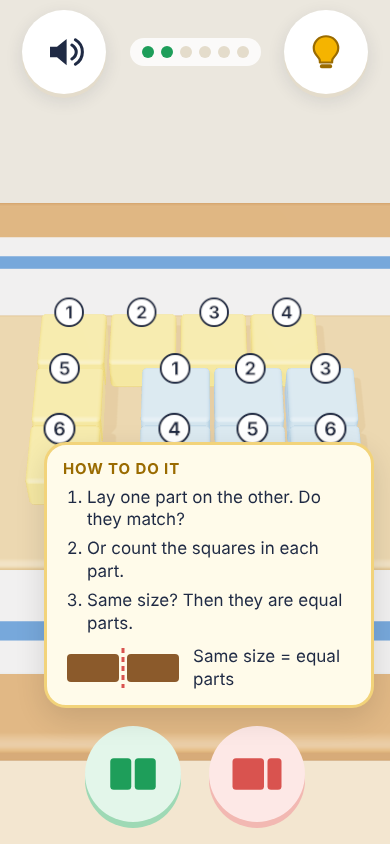 1 2 3 4
5 1 2 3
6 4 5 6
HOW TO DO IT
1. Lay one part on the other. Do
they match?
2. Or count the squares in each
part.
3. Same size? Then they are equal
parts.
Same size = equal
parts